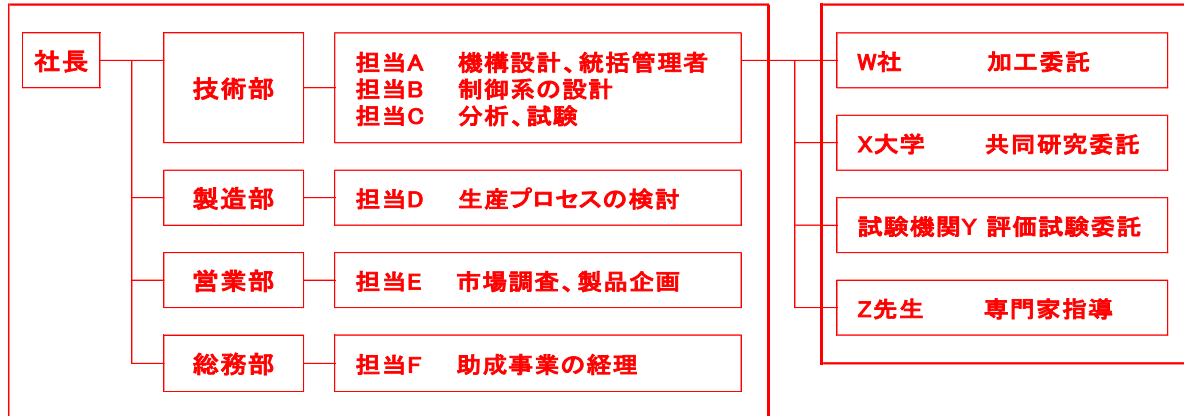 社長
技術部
担当A 機構設計、統括管理者
担当B 制御系の設計
担当C 分析、試験
製造部
担当D 生産プロセスの検討
営業部
担当E 市場調査、製品企画
総務部
担当F 助成事業の経理
W社 加工委託
X大学 共同研究委託
試験機関Y 評価試験委託
Z先生 専門家指導